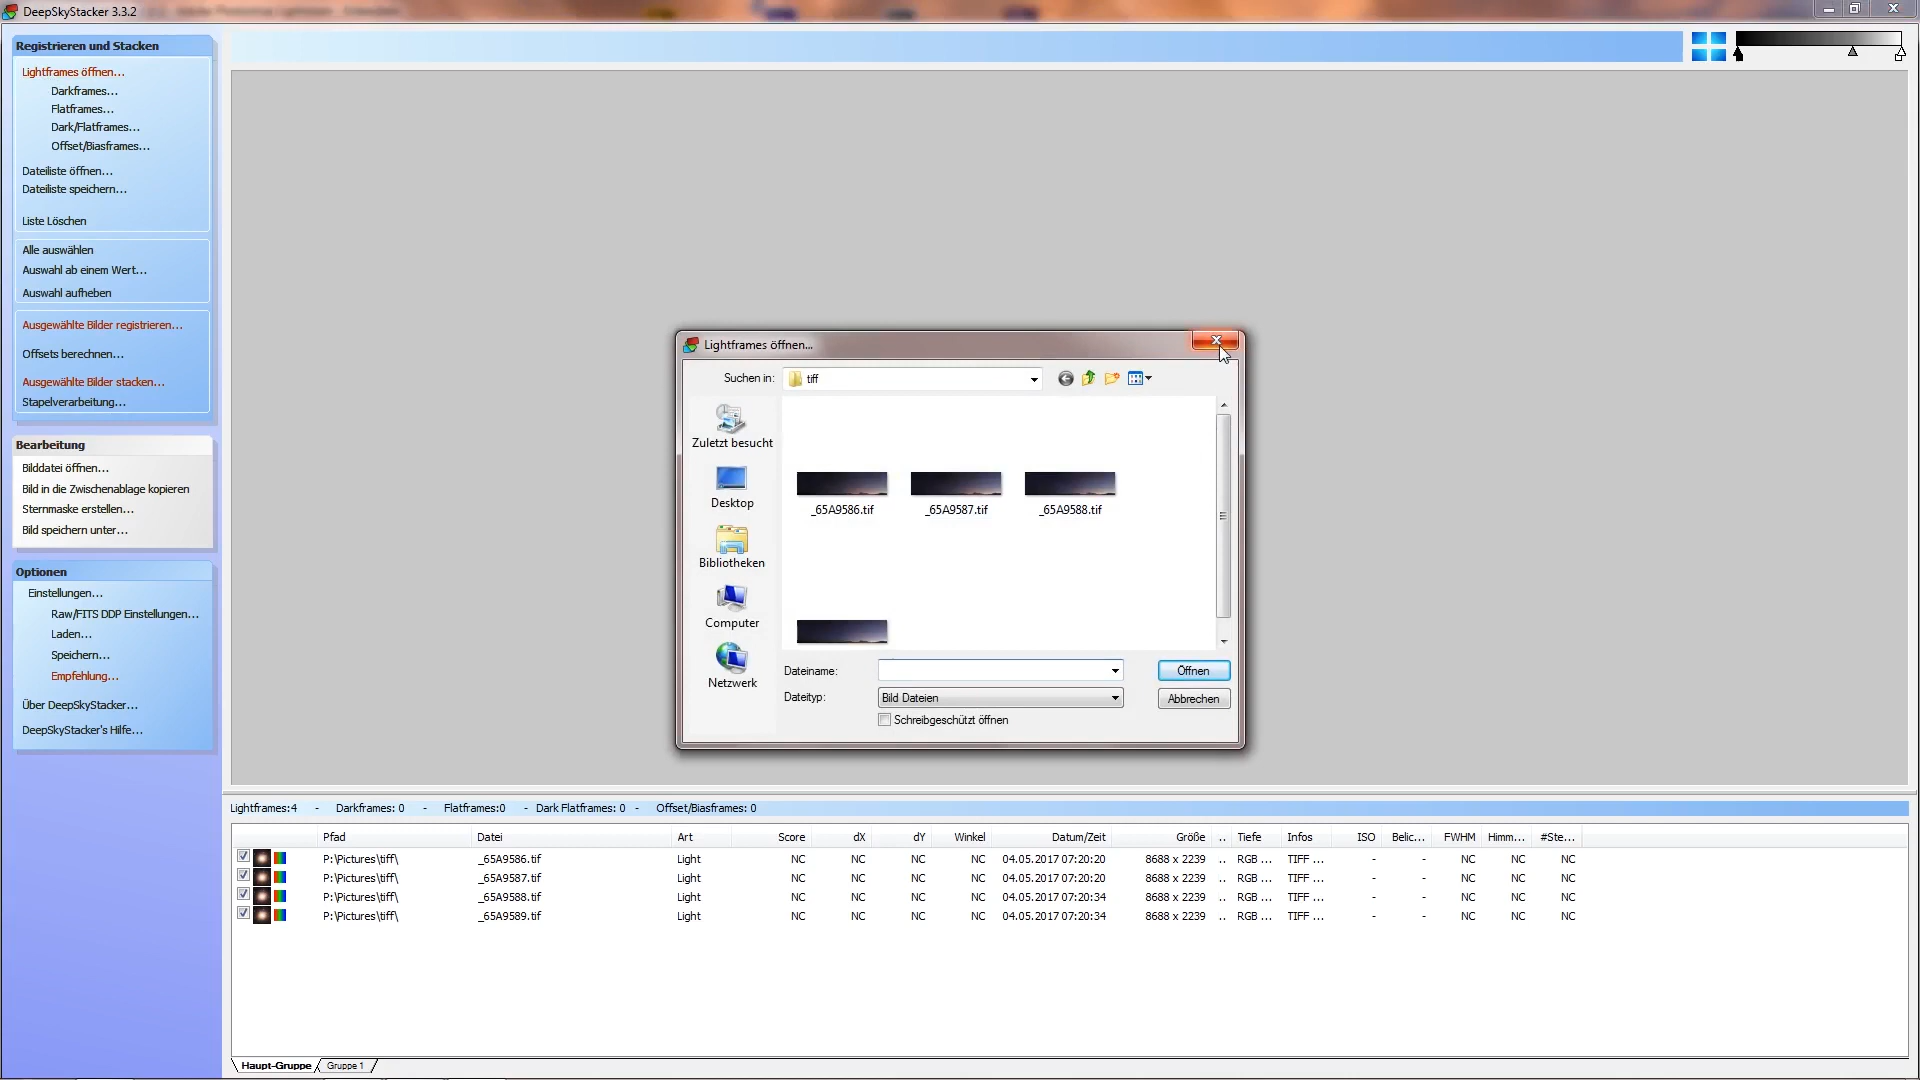 DeepSkyStacker 3.3.2
Registrieren und Stacken
Lightframes öffnen...
Darkframes...
Flatframes...
Dark/Flatframes...
Offset/Biasframes...
Dateiliste öffnen...
Dateiliste speichern...
Liste Löschen
Alle auswählen
Auswahl ab einem Wert...
Auswahl aufheben
Ausgewählte Bilder registrieren...
Offsets berechnen...
Ausgewählte Bilder stacken...
Stapelverarbeitung...
Bearbeitung
Bilddatei öffnen...
Bild in die Zwischenablage kopieren
Sternmaske erstellen...
Bild speichern unter...
Optionen
Einstellungen...
Raw/FITS DDP Einstellungen...
Laden...
Speichern...
Empfehlung...
Über DeepSkyStacker...
DeepSkyStacker's Hilfe...
Lightframes öffnen...
Suchen in: tiff
Zuletzt besucht
Desktop
Bibliotheken
Computer
Netzwerk
_65A9586.tif _65A9587.tif _65A9588.tif
Dateiname: Öffnen
Dateityp: Bild Dateien Abbrechen
Schreibgeschützt öffnen
Lightframes:4 - Darkframes: 0 - Flatframes:0 - Dark Flatframes: 0 - Offset/Biasframes: 0
Pfad Datei Art Score dX dY Winkel Datum/Zeit Größe .. Tiefe Infos ISO Belic... FWHM Himm... #Ste...
P:\Pictures\tiff\ _65A9586.tif Light NC NC NC NC 04.05.2017 07:20:20 8688 x 2239 .. RGB ... TIFF ... - - NC NC NC
P:\Pictures\tiff\ _65A9587.tif Light NC NC NC NC 04.05.2017 07:20:20 8688 x 2239 .. RGB ... TIFF ... - - NC NC NC
P:\Pictures\tiff\ _65A9588.tif Light NC NC NC NC 04.05.2017 07:20:34 8688 x 2239 .. RGB ... TIFF ... - - NC NC NC
P:\Pictures\tiff\ _65A9589.tif Light NC NC NC NC 04.05.2017 07:20:34 8688 x 2239 .. RGB ... TIFF ... - - NC NC NC
Haupt-Gruppe Gruppe 1